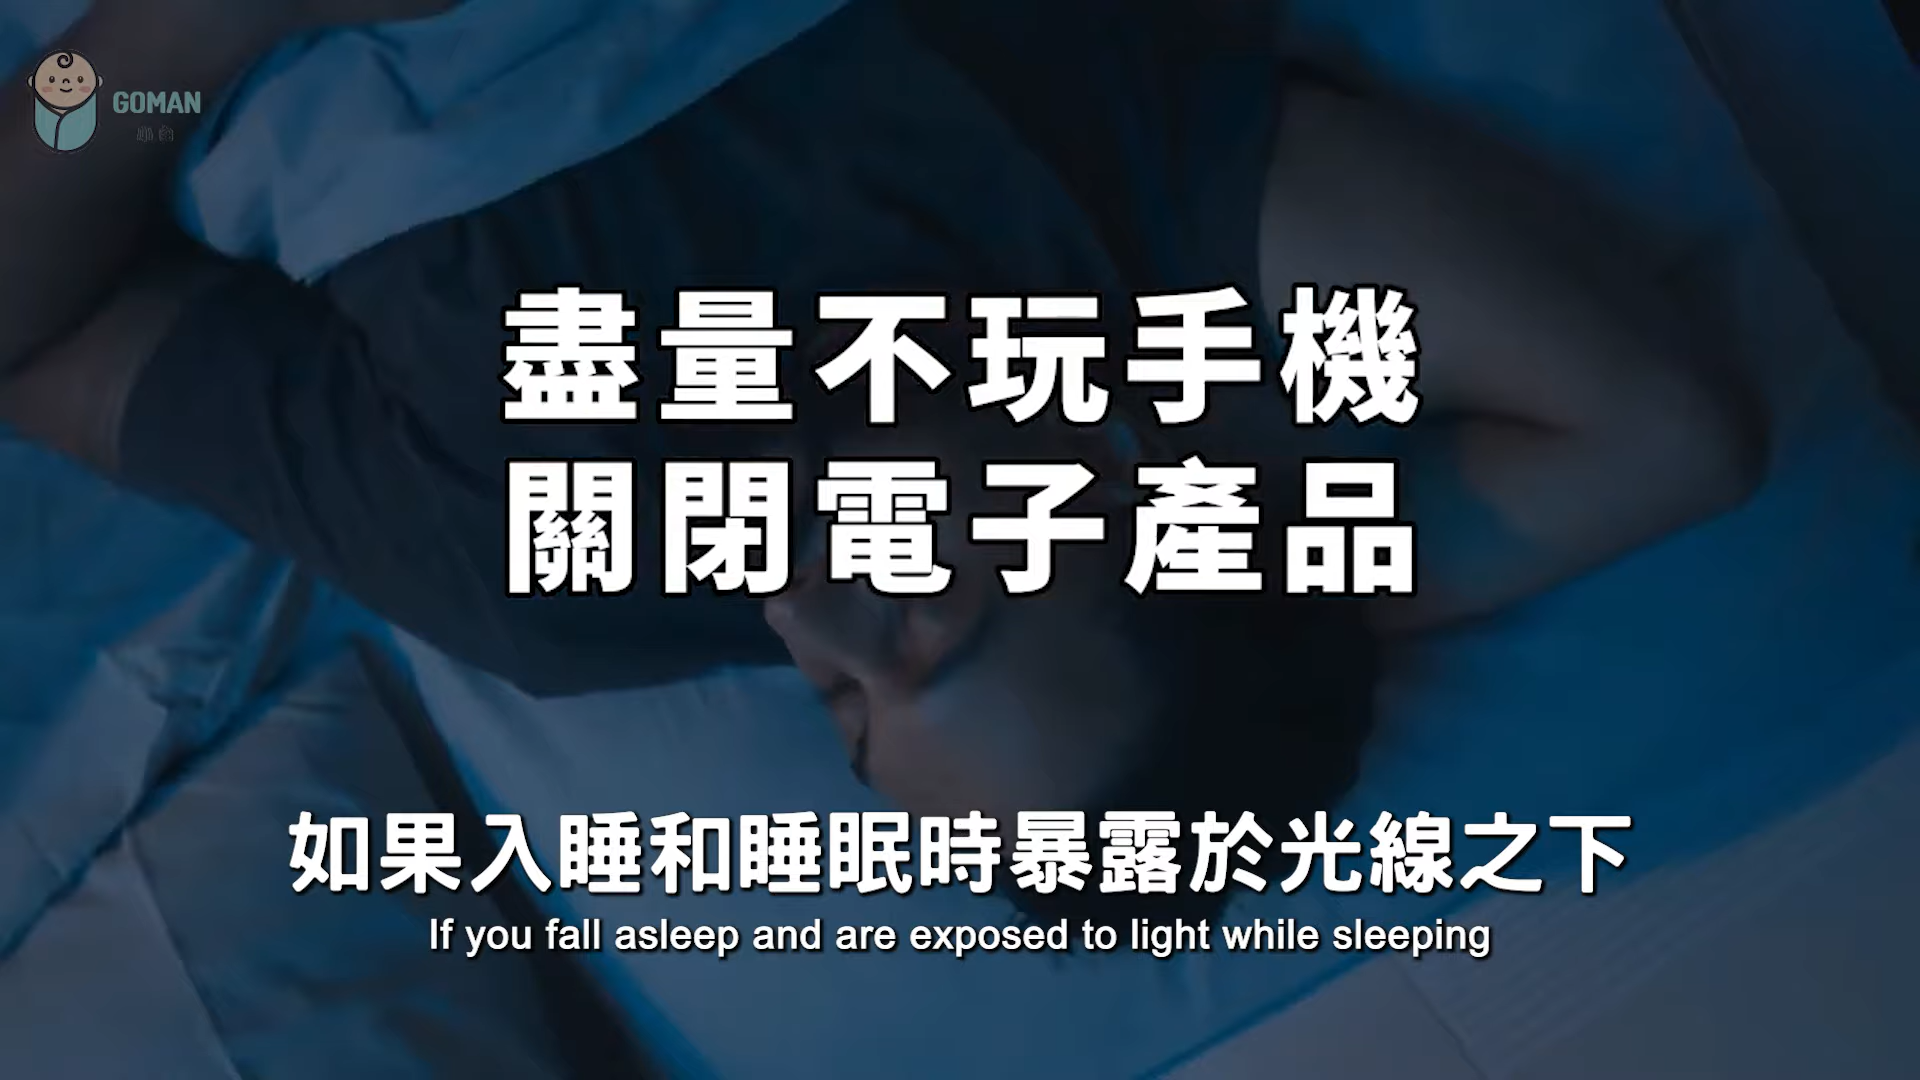 GOMAN
盡量不玩手機
關閉電子產品
如果入睡和睡眠時暴露於光線之下
If you fall asleep and are exposed to light while sleeping